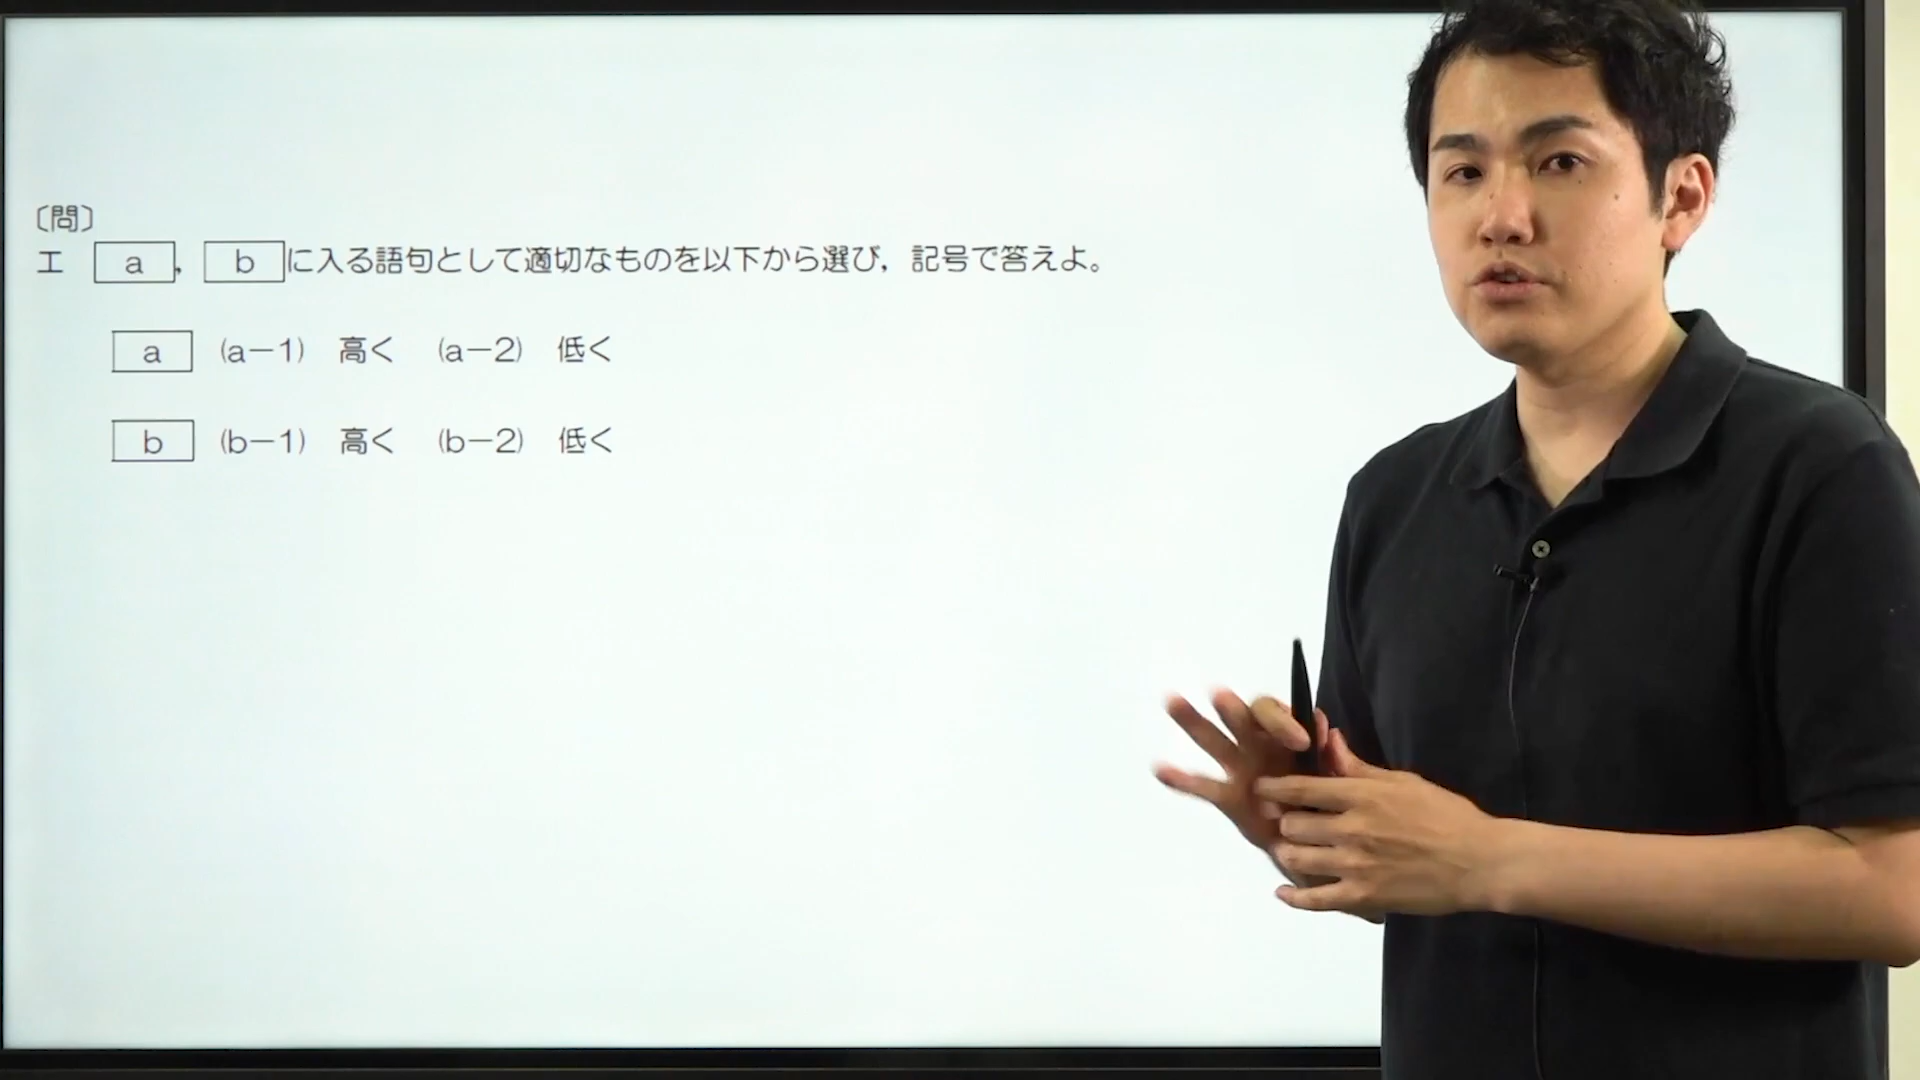 〔問〕
エ a， bに入る語句として適切なものを以下から選び，記号で答えよ。
a (a－1) 高く (a－2) 低く
b (b－1) 高く (b－2) 低く